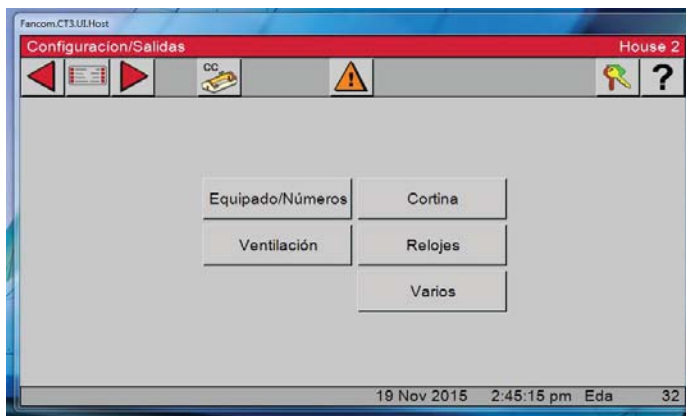 Fancom.CT3.UI.Host
Configuracíon/Salidas House 2
CC ?
Equipado/Números Cortina
Ventilación Relojes
Varios
19 Nov 2015 2:45:15 pm Eda 32